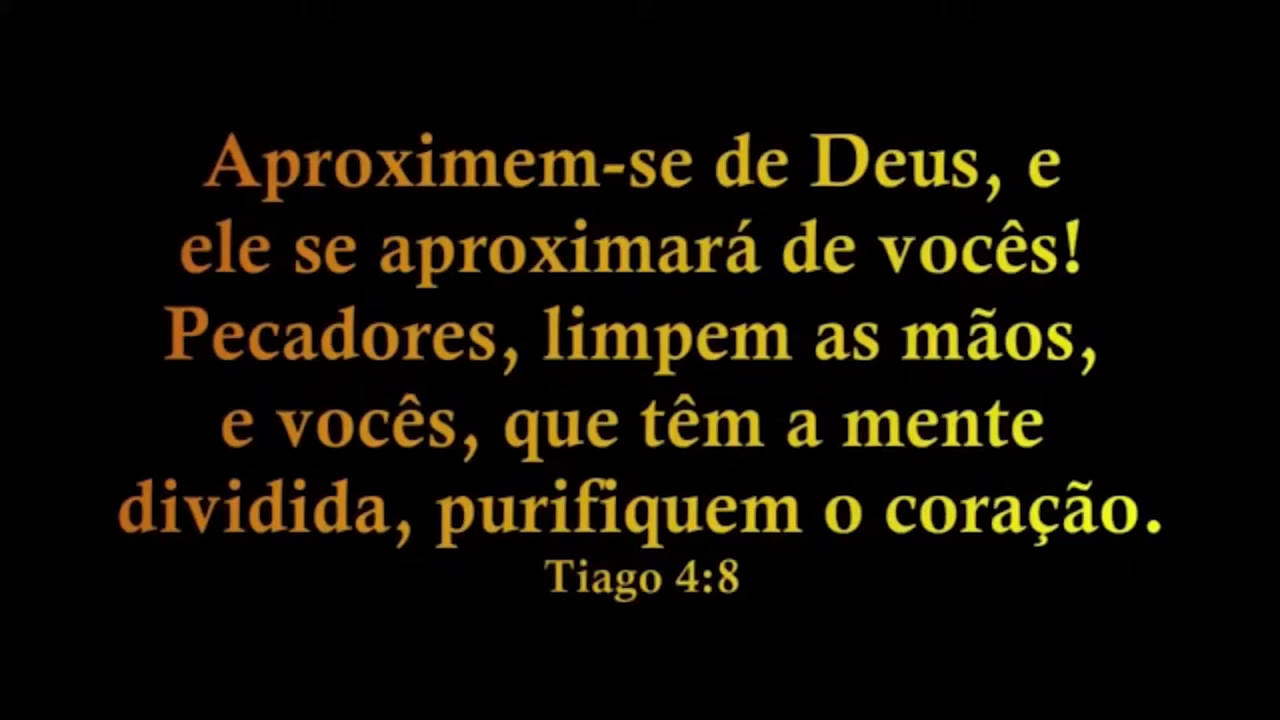 Aproximem-se de Deus, e
ele se aproximará de vocês!
Pecadores, limpem as mãos,
e vocês, que têm a mente
dividida, purifiquem o coração.
Tiago 4:8